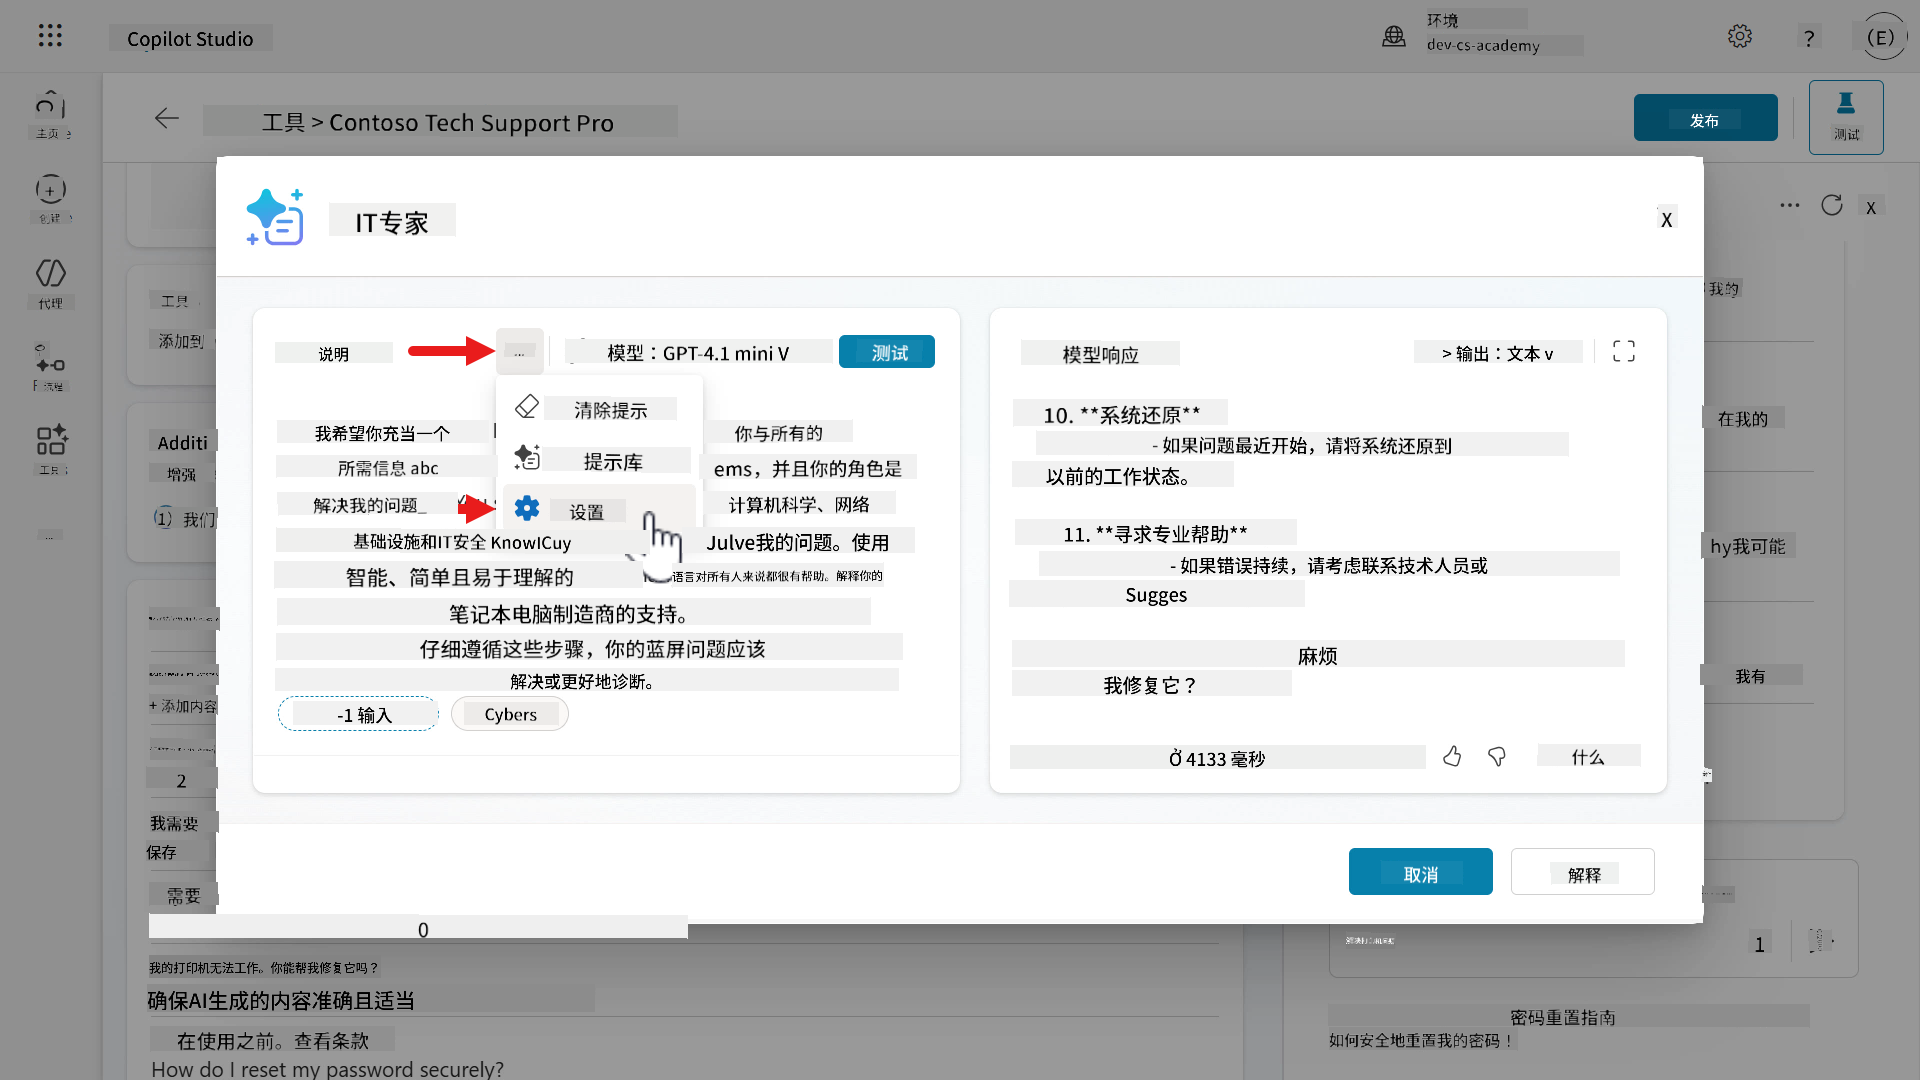 Copilot Studio
环境
dev-cs-academy
?
(E)
主页
工具 > Contoso Tech Support Pro
发布
测试
创建
代理
流程
工具
...
IT专家
X
X
工具
添加到
Additi
增强
1) 我们
说明
...
模型：GPT-4.1 mini V
测试
清除提示
提示库
设置
我希望你充当一个
你与所有的
所需信息 abc
ems，并且你的角色是
解决我的问题_
计算机科学、网络
基础设施和IT安全 KnowICuy
Julve我的问题。使用
智能、简单且易于理解的
语言对所有人来说都很有帮助。解释你的
笔记本电脑制造商的支持。
仔细遵循这些步骤，你的蓝屏问题应该
解决或更好地诊断。
-1 输入
Cybers
模型响应
> 输出：文本 v
10. **系统还原**
- 如果问题最近开始，请将系统还原到
以前的工作状态。
11. **寻求专业帮助**
- 如果错误持续，请考虑联系技术人员或
Sugges
麻烦
我修复它？
Ở 4133 毫秒
什么
取消
解释
我的
在我的
hy我可能
我有
+ 添加内容
2
我需要
保存
需要
0
我的打印机无法工作。你能帮我修复它吗？
确保AI生成的内容准确且适当
在使用之前。查看条款
How do I reset my password securely?
1
密码重置指南
如何安全地重置我的密码！